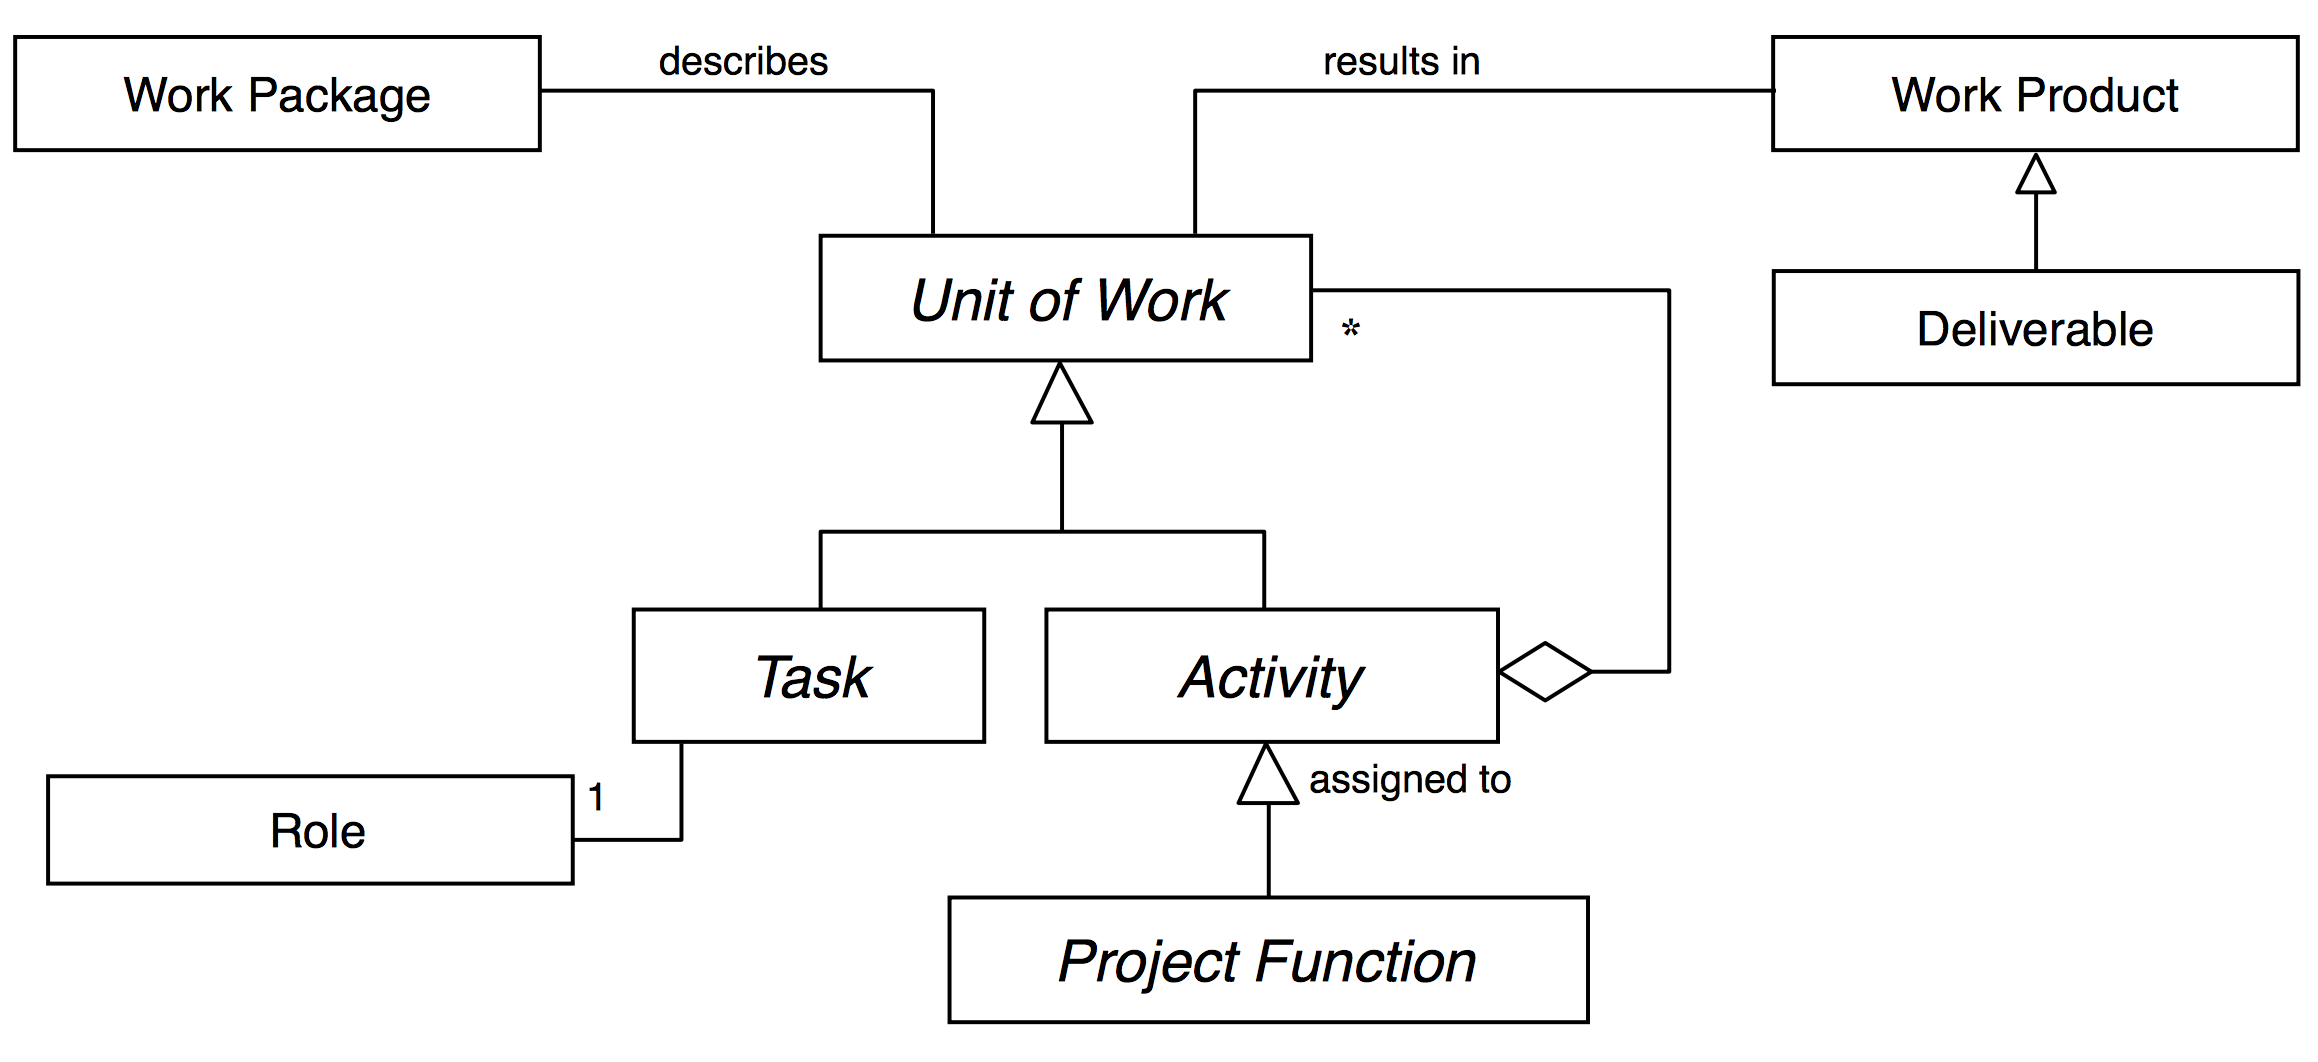 describes
results in
Work Package
Work Product
Unit of Work
*
Deliverable
Task
Activity
assigned to
1
Role
Project Function